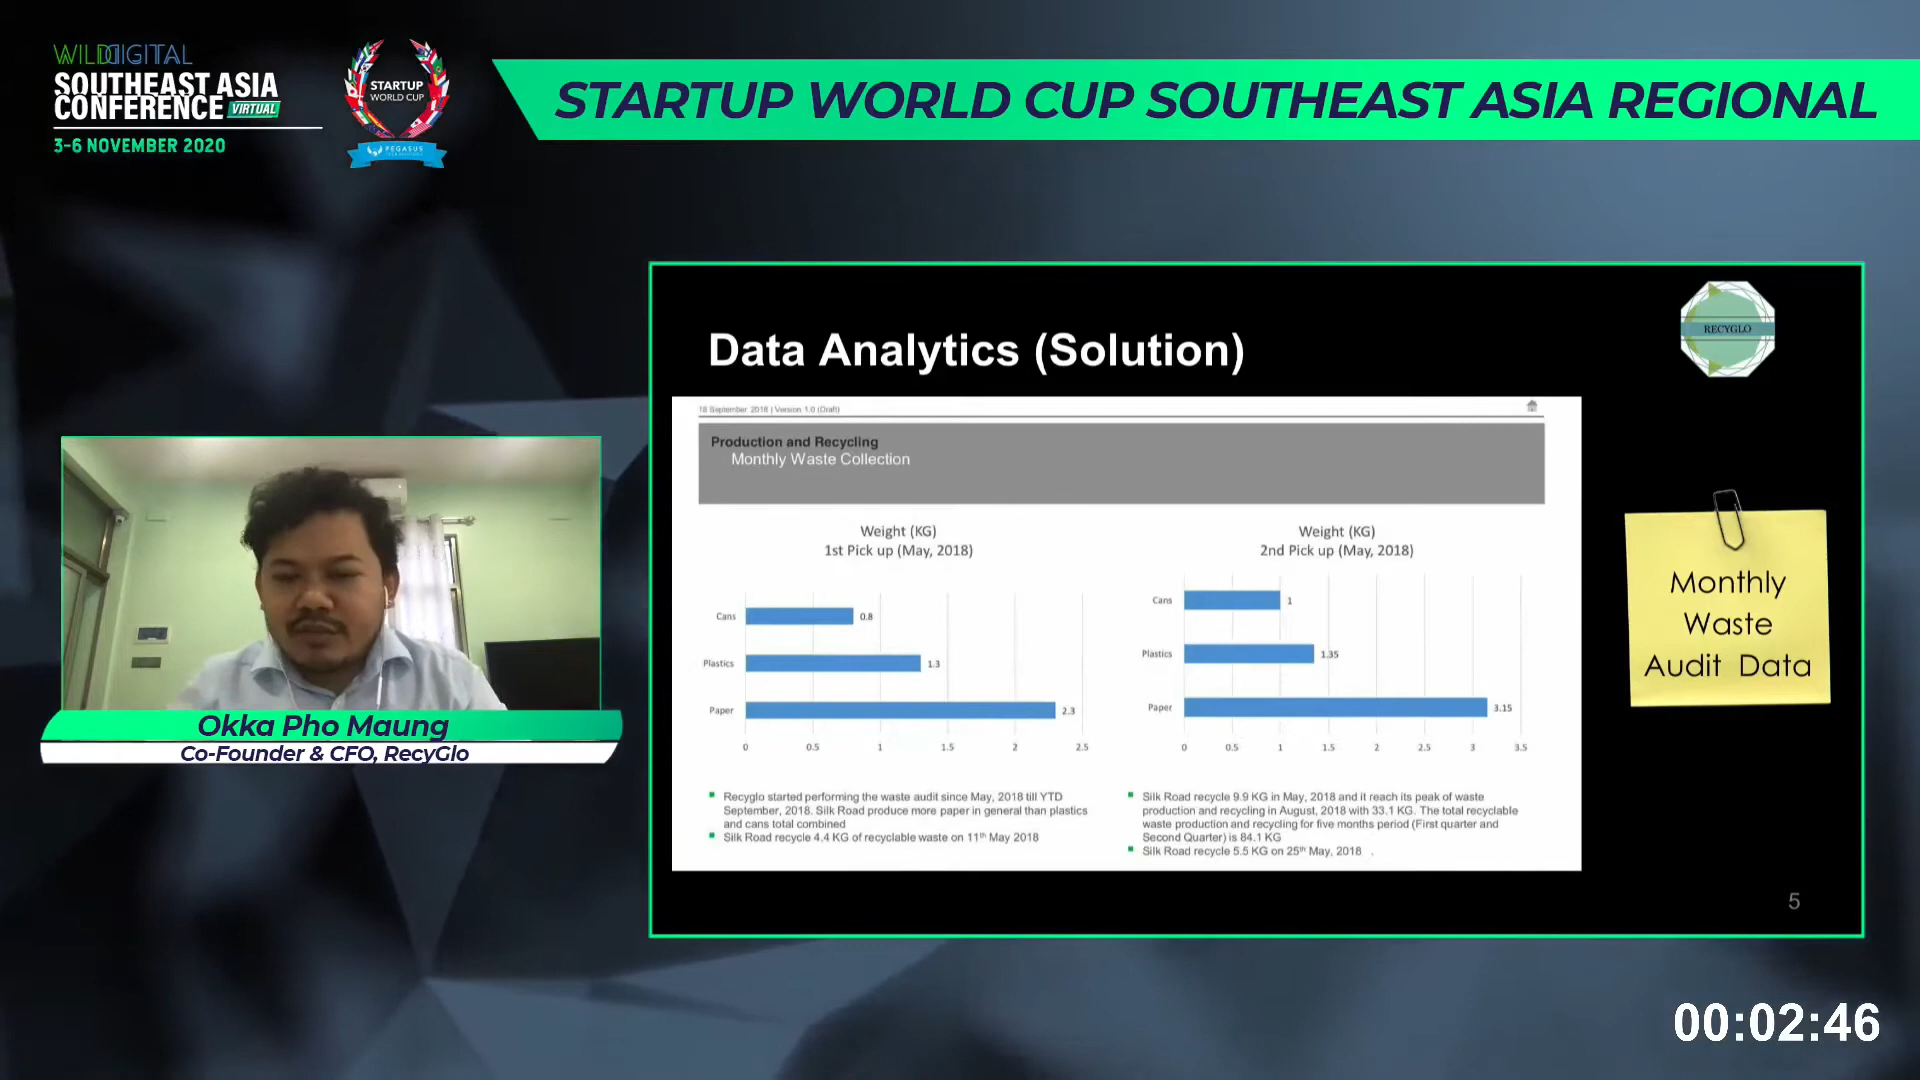 WILDDIGITAL
SOUTHEAST ASIA
CONFERENCE VIRTUAL
3-6 NOVEMBER 2020
STARTUP
WORLD CUP
PEGASUS
STARTUP WORLD CUP SOUTHEAST ASIA REGIONAL
Okka Pho Maung
Co-Founder & CFO, RecyGlo
Data Analytics (Solution)
RECYGLO
18 September 2018 | Version 1.0 (Draft)
Production and Recycling
Monthly Waste Collection
Weight (KG)
1st Pick up (May, 2018)
Cans 0.8
Plastics 1.3
Paper 2.3
0 0.5 1 1.5 2 2.5
Weight (KG)
2nd Pick up (May, 2018)
Cans 1
Plastics 1.35
Paper 3.15
0 0.5 1 1.5 2 2.5 3 3.5
Recyglo started performing the waste audit since May, 2018 till YTD
September, 2018. Silk Road produce more paper in general than plastics
and cans total combined
Silk Road recycle 4.4 KG of recyclable waste on 11th May 2018
Silk Road recycle 9.9 KG in May, 2018 and it reach its peak of waste
production and recycling in August, 2018 with 33.1 KG. The total recyclable
waste production and recycling for five months period (First quarter and
Second Quarter) is 84.1 KG
Silk Road recycle 5.5 KG on 25th May, 2018 .
Monthly
Waste
Audit Data
5
00:02:46